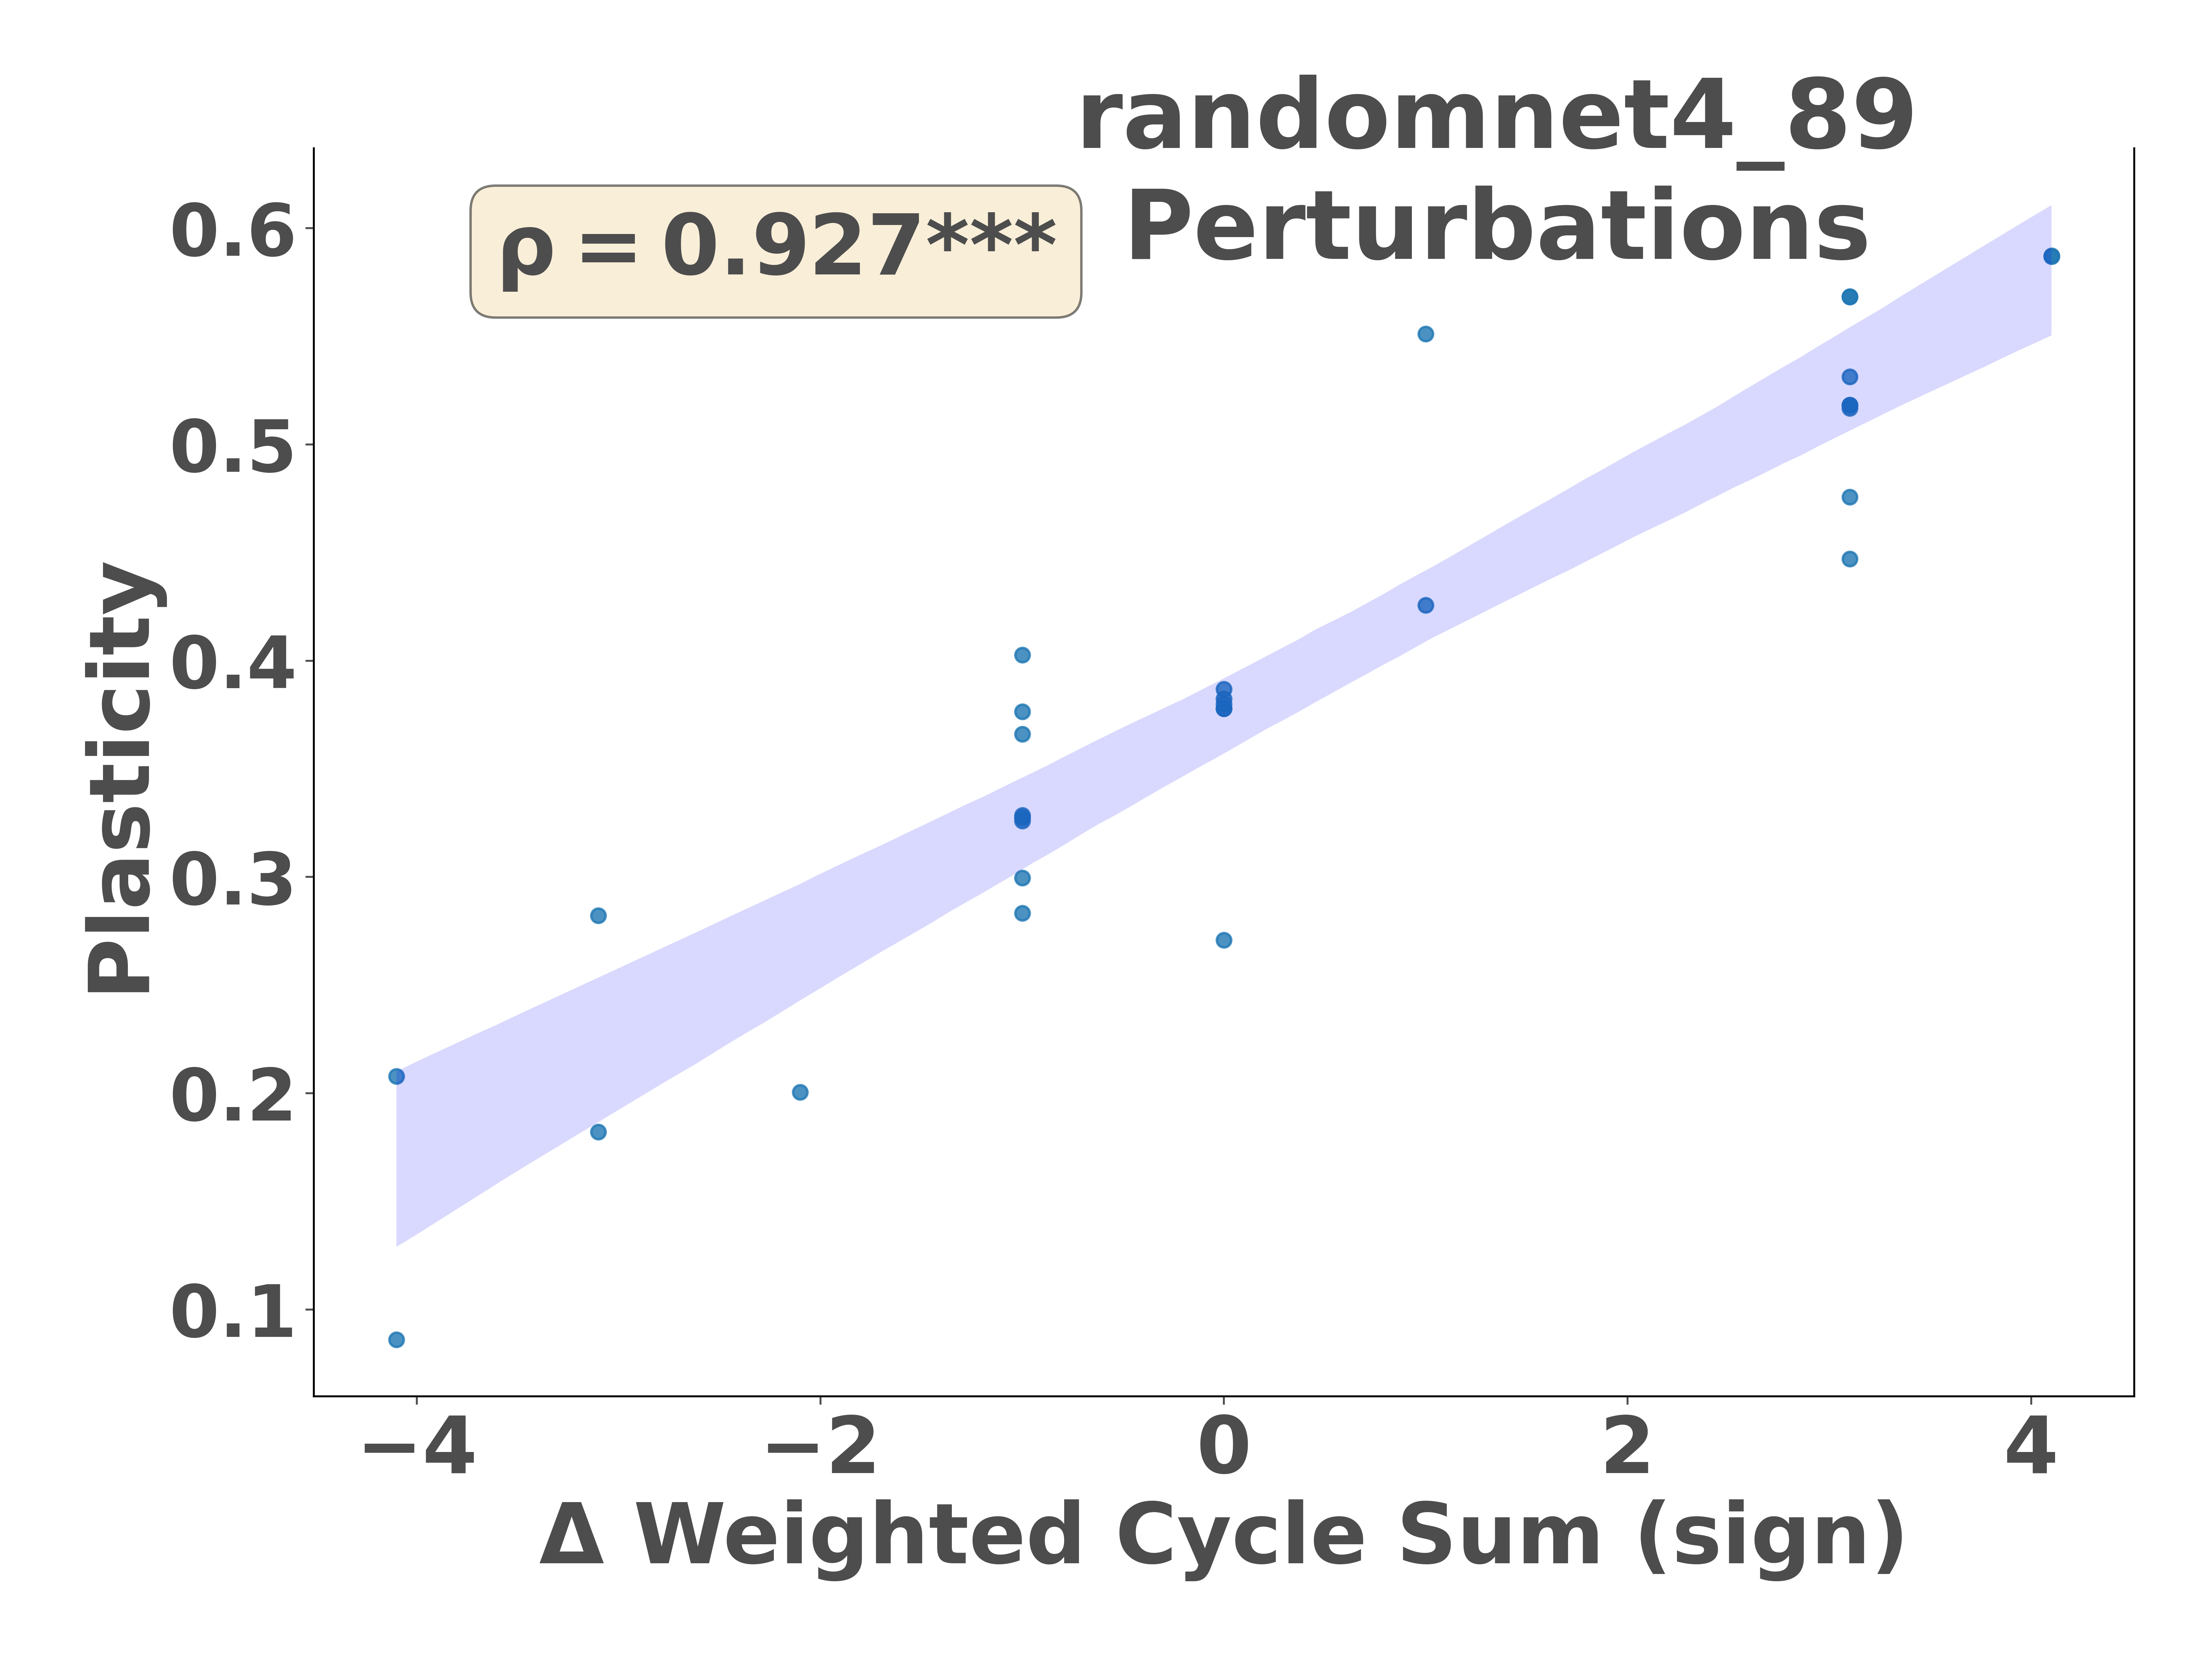 randomnet4_89
Perturbations
ρ = 0.927***
Plasticity
0.6
0.5
0.4
0.3
0.2
0.1
−4
−2
0
2
4
Δ Weighted Cycle Sum (sign)